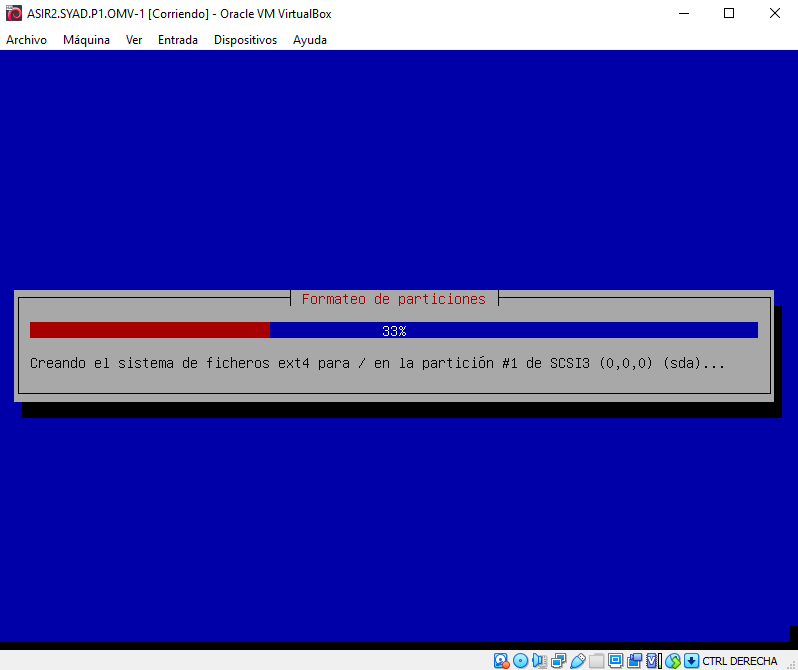 ASIR2.SYAD.P1.OMV-1 [Corriendo] - Oracle VM VirtualBox
Archivo Máquina Ver Entrada Dispositivos Ayuda
Formateo de particiones
33%
Creando el sistema de ficheros ext4 para / en la partición #1 de SCSI3 (0,0,0) (sda)...
CTRL DERECHA